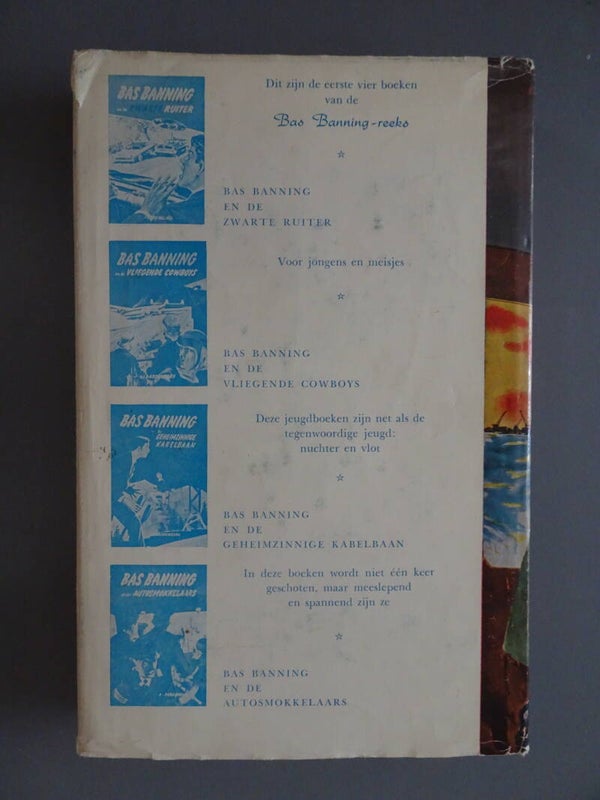 Dit zijn de eerste vier boeken
van de
Bas Banning-reeks
BAS BANNING
RUITER
BAS BANNING
EN DE
ZWARTE RUITER
Voor jongens en meisjes
BAS BANNING
VLIEGENDE COWBOYS
BAS BANNING
EN DE
VLIEGENDE COWBOYS
Deze jeugdboeken zijn net als de
tegenwoordige jeugd:
nuchter en vlot
BAS BANNING
GEHEIMZINNIGE
KABELBAAN
BAS BANNING
EN DE
GEHEIMZINNIGE KABELBAAN
In deze boeken wordt niet één keer
geschoten, maar meeslepend
en spannend zijn ze
BAS BANNING
AUTOSMOKKELAARS
BAS BANNING
EN DE
AUTOSMOKKELAARS